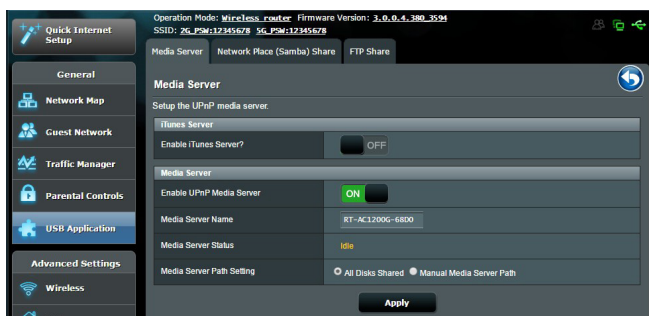 Quick Internet
Setup
Operation Mode: Wireless router Firmware Version: 3.0.0.4.380_3594
SSID: 2G_PSW:12345678 5G_PSW:12345678
Media Server Network Place (Samba) Share FTP Share
General
Network Map
Guest Network
Traffic Manager
Parental Controls
USB Application
Advanced Settings
Wireless
Media Server
Setup the UPnP media server.
iTunes Server
Enable iTunes Server? OFF
Media Server
Enable UPnP Media Server ON
Media Server Name RT-AC1200G-68D0
Media Server Status Idle
Media Server Path Setting All Disks Shared Manual Media Server Path
Apply